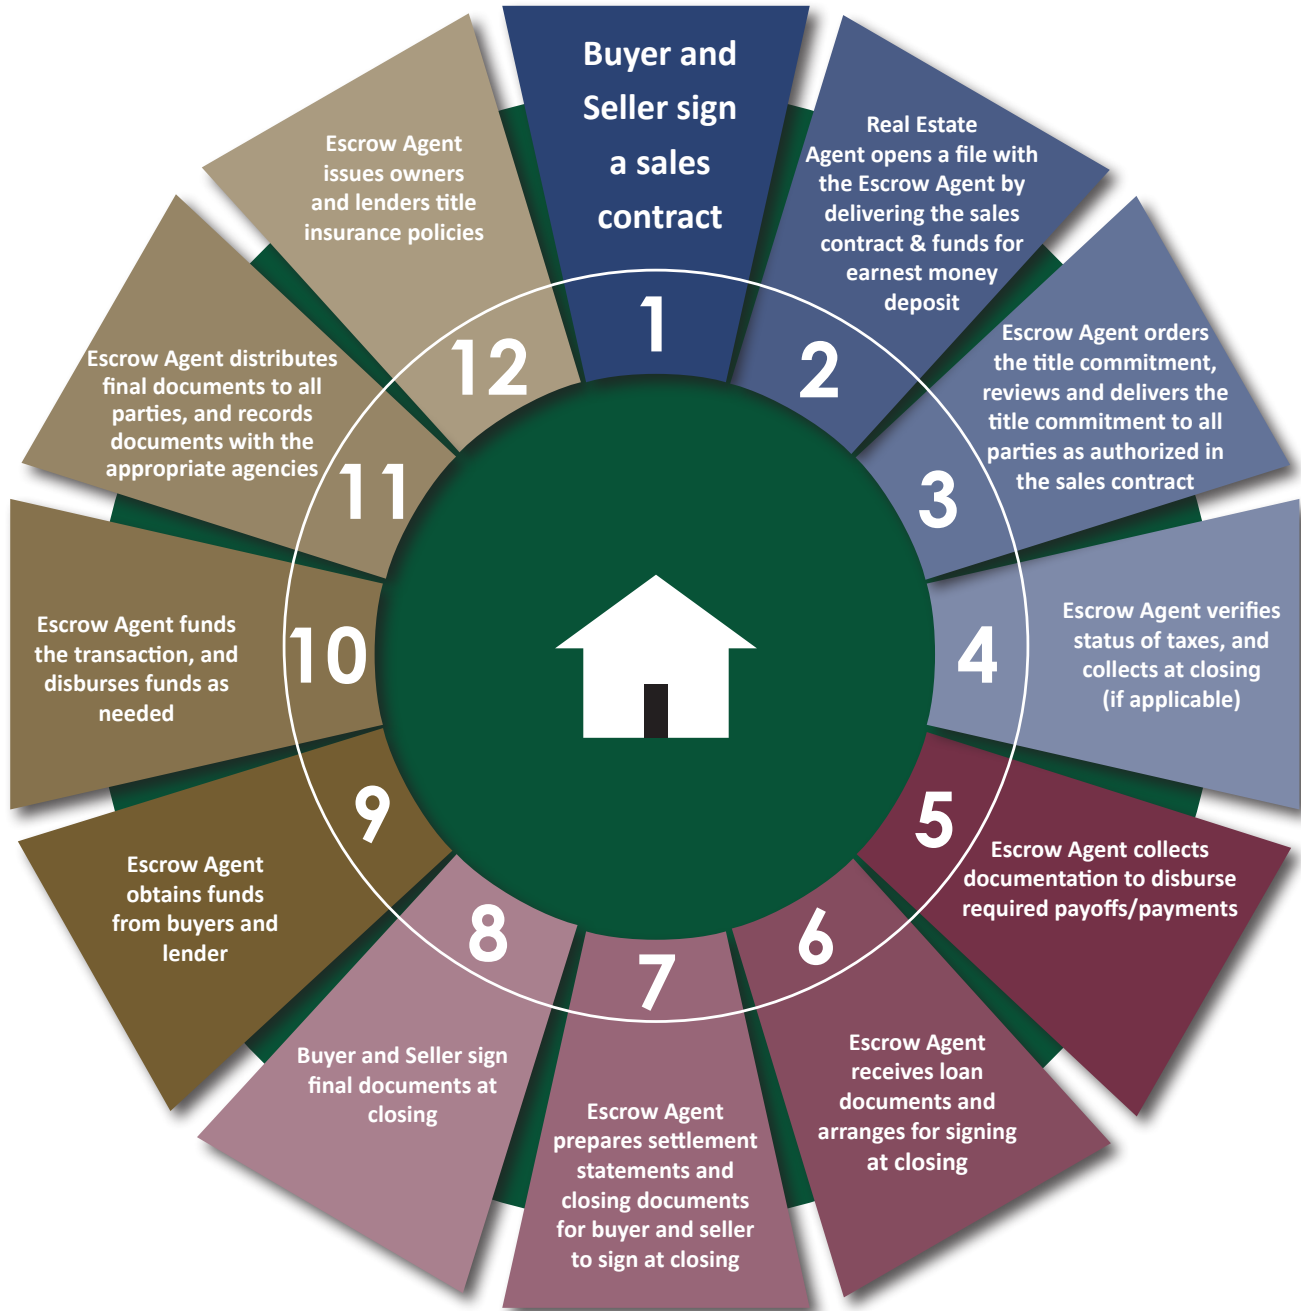 Buyer and
Seller sign
a sales
contract
1
Real Estate
Agent opens a file with
the Escrow Agent by
delivering the sales
contract & funds for
earnest money
deposit
2
Escrow Agent orders
the title commitment,
reviews and delivers the
title commitment to all
parties as authorized in
the sales contract
3
Escrow Agent verifies
status of taxes, and
collects at closing
(if applicable)
4
Escrow Agent collects
documentation to disburse
required payoffs/payments
5
Escrow Agent
receives loan
documents and
arranges for signing
at closing
6
Escrow Agent
prepares settlement
statements and
closing documents
for buyer and seller
to sign at closing
7
Buyer and Seller sign
final documents at
closing
8
Escrow Agent
obtains funds
from buyers and
lender
9
Escrow Agent funds
the transaction, and
disburses funds as
needed
10
Escrow Agent distributes
final documents to all
parties, and records
documents with the
appropriate agencies
11
Escrow Agent
issues owners
and lenders title
insurance policies
12